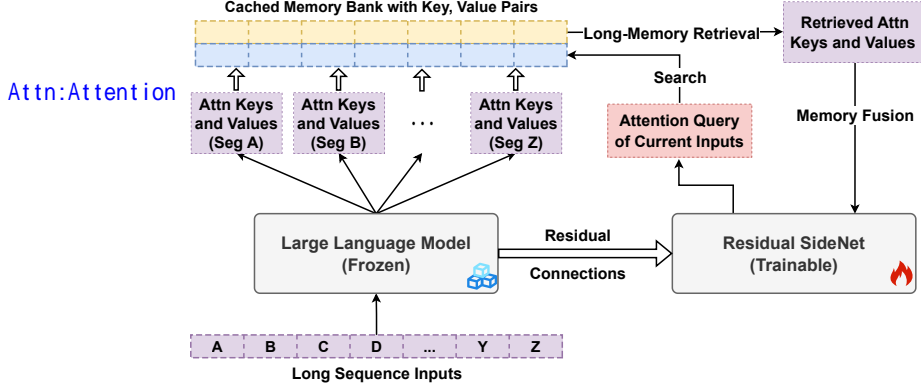 Cached Memory Bank with Key, Value Pairs
Long-Memory Retrieval
Retrieved Attn
Keys and Values
Attn:Attention
Search
Attn Keys
and Values
(Seg A)
Attn Keys
and Values
(Seg B)
...
Attn Keys
and Values
(Seg Z)
Attention Query
of Current Inputs
Memory Fusion
Large Language Model
(Frozen)
Residual
Connections
Residual SideNet
(Trainable)
A B C D ... Y Z
Long Sequence Inputs